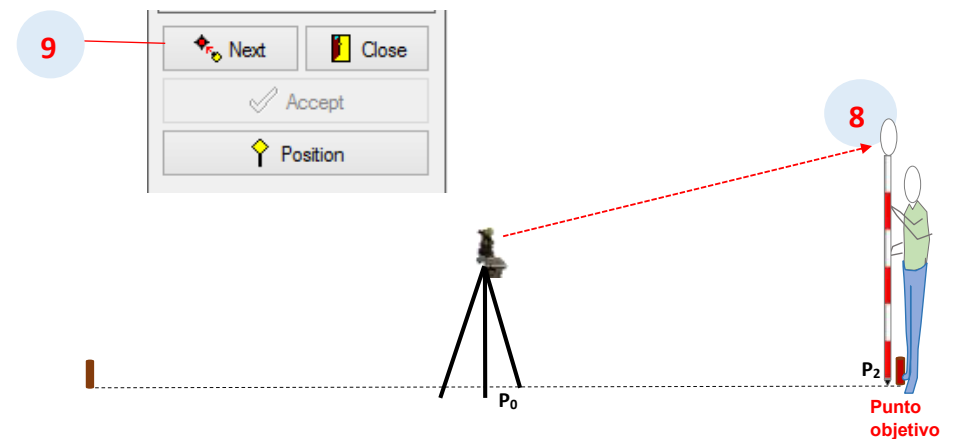 9
Next
Close
Accept
Position
8
P₂
P₀
Punto
objetivo